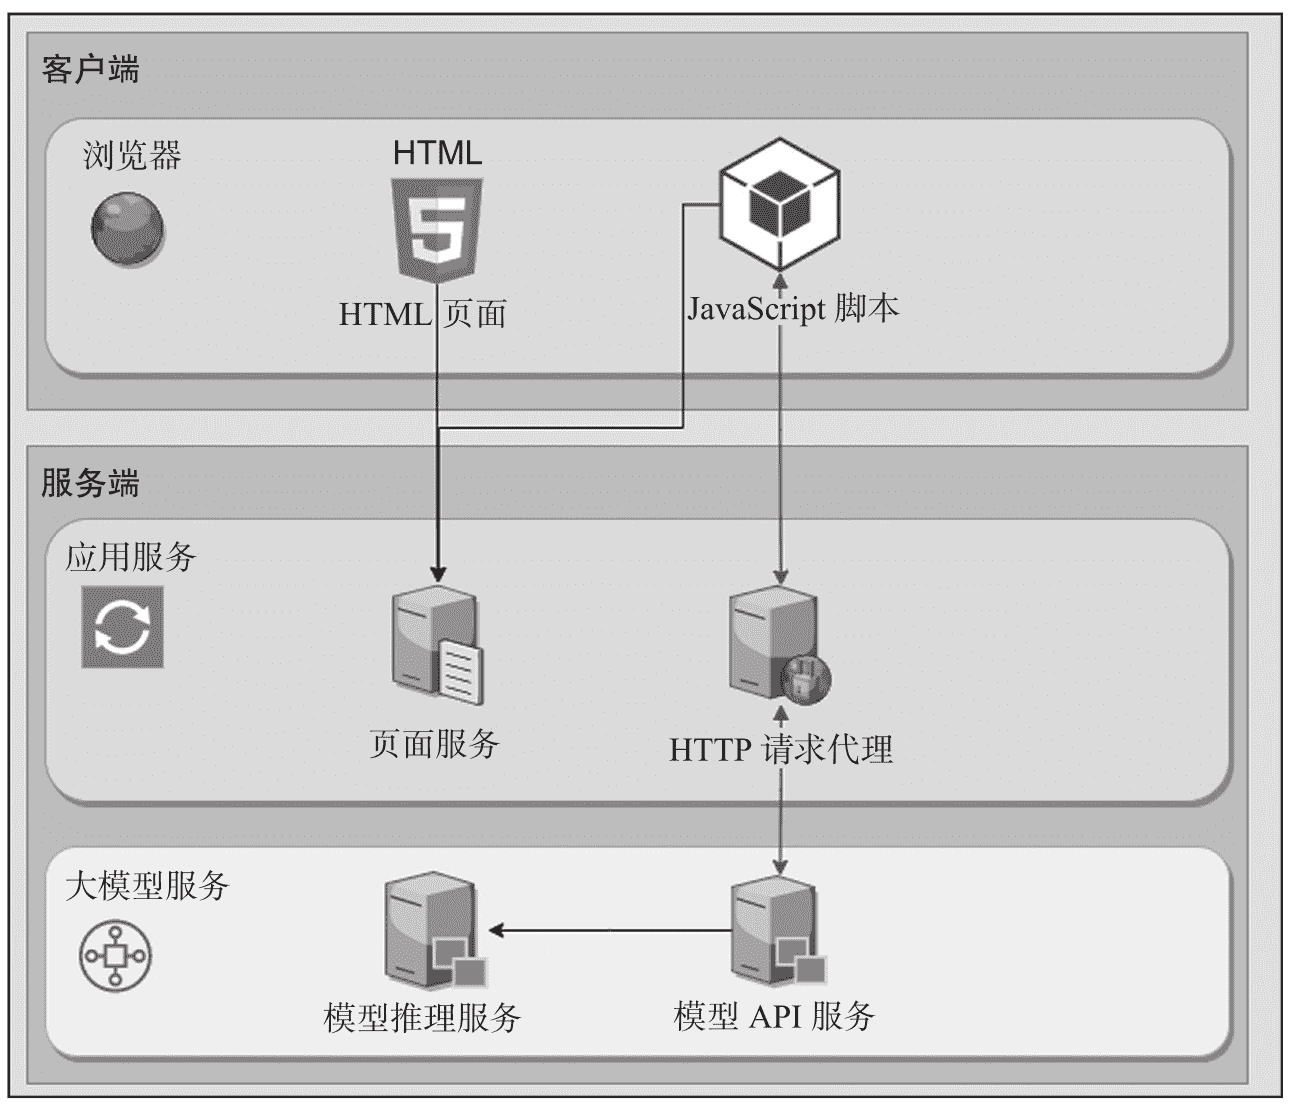 客户端
浏览器
HTML
5
HTML 页面
JavaScript 脚本
服务端
应用服务
页面服务
HTTP 请求代理
大模型服务
模型推理服务
模型 API 服务